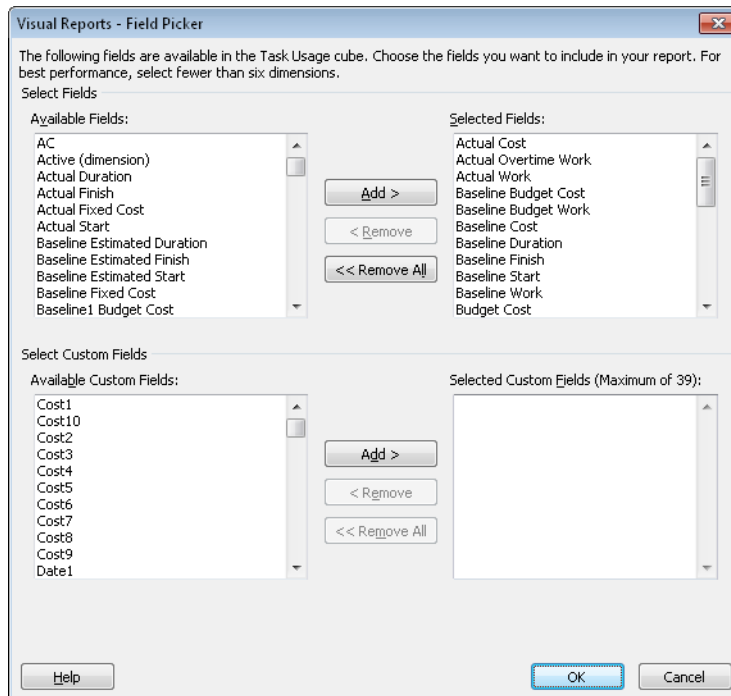 Visual Reports - Field Picker
The following fields are available in the Task Usage cube. Choose the fields you want to include in your report. For
best performance, select fewer than six dimensions.
Select Fields
Available Fields:
AC
Active (dimension)
Actual Duration
Actual Finish
Actual Fixed Cost
Actual Start
Baseline Estimated Duration
Baseline Estimated Finish
Baseline Estimated Start
Baseline Fixed Cost
Baseline1 Budget Cost
Add >
< Remove
<< Remove All
Selected Fields:
Actual Cost
Actual Overtime Work
Actual Work
Baseline Budget Cost
Baseline Budget Work
Baseline Cost
Baseline Duration
Baseline Finish
Baseline Start
Baseline Work
Budget Cost
Select Custom Fields
Available Custom Fields:
Cost1
Cost10
Cost2
Cost3
Cost4
Cost5
Cost6
Cost7
Cost8
Cost9
Date1
Add >
< Remove
<< Remove All
Selected Custom Fields (Maximum of 39):
Help
OK
Cancel